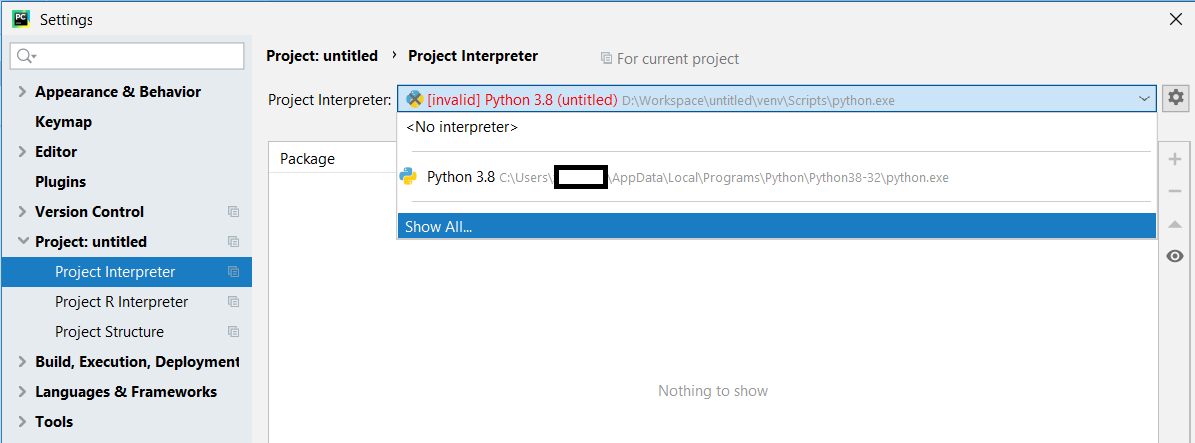 PC Settings
Project: untitled › Project Interpreter For current project
Appearance & Behavior
Project Interpreter: [invalid] Python 3.8 (untitled) D:\Workspace\untitled\venv\Scripts\python.exe
Keymap
<No interpreter>
Editor
Package
Plugins
Python 3.8 C:\Users\ \AppData\Local\Programs\Python\Python38-32\python.exe
Version Control
Show All...
Project: untitled
Project Interpreter
Project R Interpreter
Project Structure
Build, Execution, Deployment
Languages & Frameworks
Nothing to show
Tools